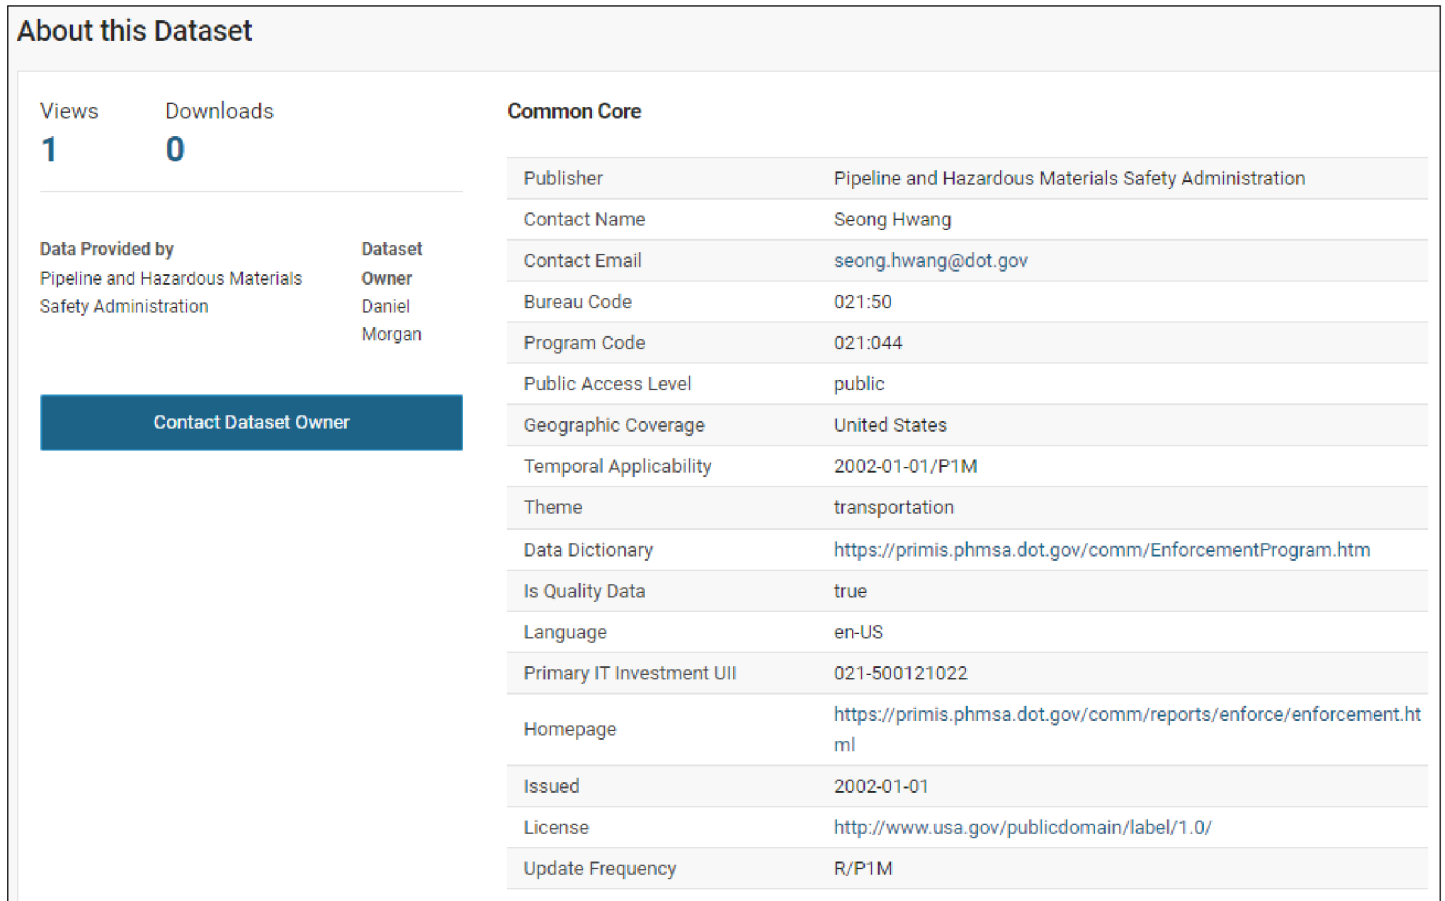 About this Dataset
Views Downloads
1 0
Data Provided by
Pipeline and Hazardous Materials
Safety Administration
Dataset
Owner
Daniel
Morgan
Contact Dataset Owner
Common Core
Publisher Pipeline and Hazardous Materials Safety Administration
Contact Name Seong Hwang
Contact Email seong.hwang@dot.gov
Bureau Code 021:50
Program Code 021:044
Public Access Level public
Geographic Coverage United States
Temporal Applicability 2002-01-01/P1M
Theme transportation
Data Dictionary https://primis.phmsa.dot.gov/comm/EnforcementProgram.htm
Is Quality Data true
Language en-US
Primary IT Investment UII 021-500121022
Homepage https://primis.phmsa.dot.gov/comm/reports/enforce/enforcement.ht
ml
Issued 2002-01-01
License http://www.usa.gov/publicdomain/label/1.0/
Update Frequency R/P1M